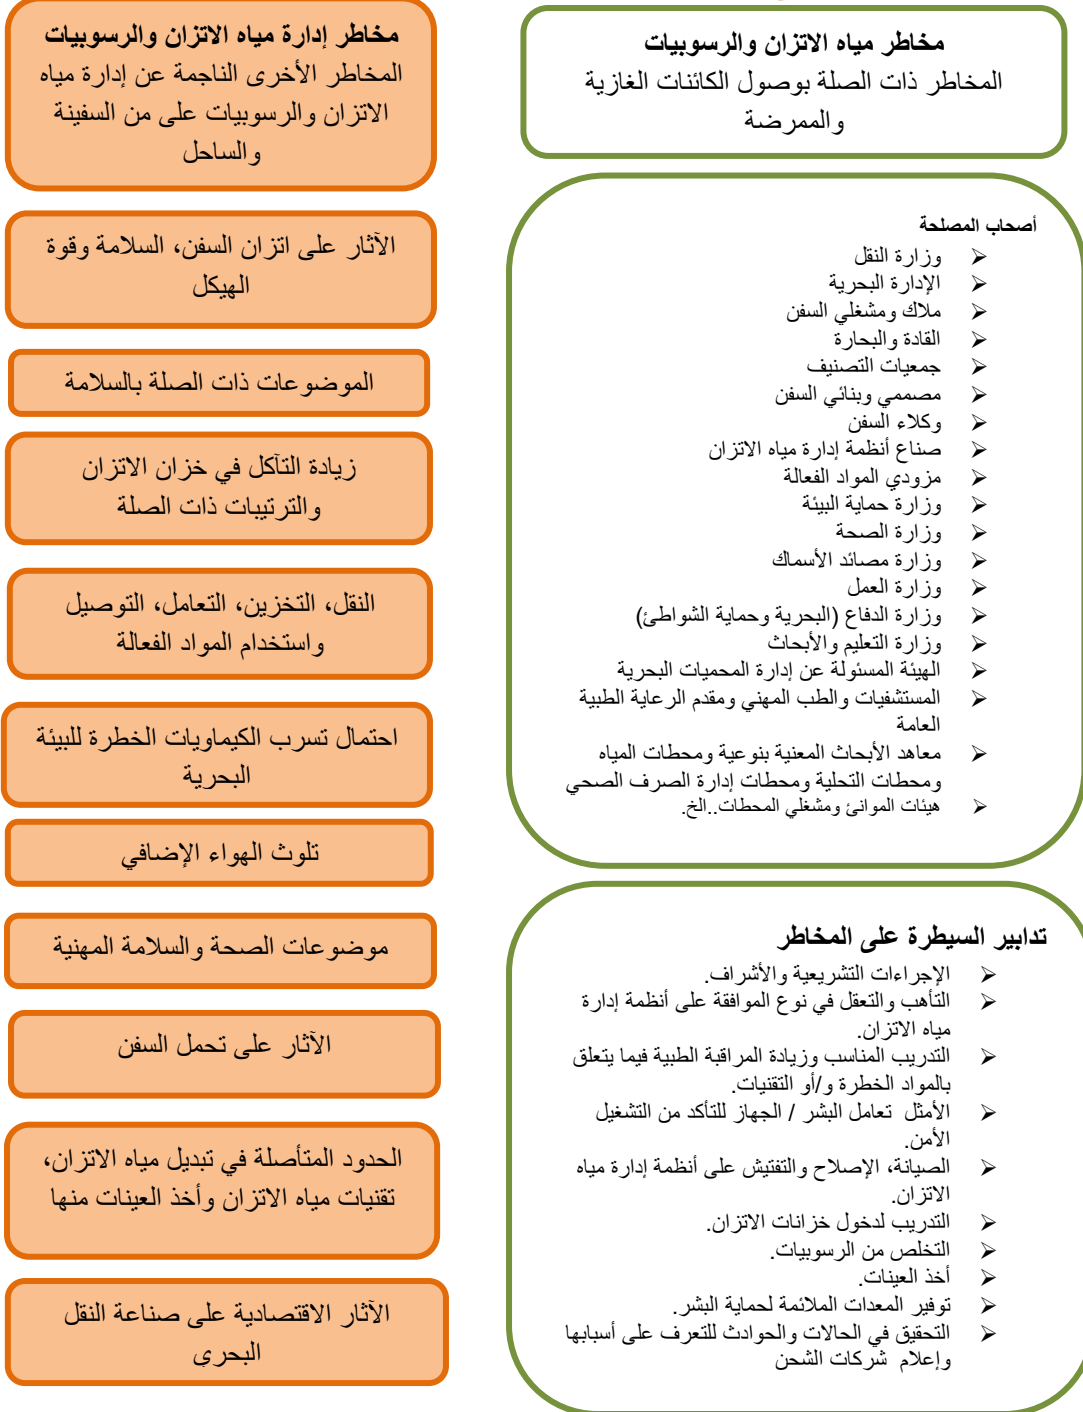 مخاطر مياه الاتزان والرسوبيات
المخاطر ذات الصلة بوصول الكائنات الغازية
والممرضة
أصحاب المصلحة
وزارة النقل
الإدارة البحرية
ملاك ومشغلي السفن
القادة والبحارة
جمعيات التصنيف
مصممي وبنائي السفن
وكلاء السفن
صناع أنظمة إدارة مياه الاتزان
مزودي المواد الفعالة
وزارة حماية البيئة
وزارة الصحة
وزارة مصائد الأسماك
وزارة العمل
وزارة الدفاع (البحرية وحماية الشواطئ)
وزارة التعليم والأبحاث
الهيئة المسئولة عن إدارة المحميات البحرية
المستشفيات والطب المهني ومقدم الرعاية الطبية
العامة
معاهد الأبحاث المعنية بنوعية ومحطات المياه
ومحطات التحلية ومحطات إدارة الصرف الصحي
هيئات الموانئ ومشغلي المحطات..الخ.
تدابير السيطرة على المخاطر
الإجراءات التشريعية والأشراف.
التأهب والتعقل في نوع الموافقة على أنظمة إدارة
مياه الاتزان.
التدريب المناسب وزيادة المراقبة الطبية فيما يتعلق
بالمواد الخطرة و/أو التقنيات.
الأمثل تعامل البشر / الجهاز للتأكد من التشغيل
الأمن.
الصيانة، الإصلاح والتفتيش على أنظمة إدارة مياه
الاتزان.
التدريب لدخول خزانات الاتزان.
التخلص من الرسوبيات.
أخذ العينات.
توفير المعدات الملائمة لحماية البشر.
التحقيق في الحالات والحوادث للتعرف على أسبابها
وإعلام شركات الشحن
مخاطر إدارة مياه الاتزان والرسوبيات
المخاطر الأخرى الناجمة عن إدارة مياه
الاتزان والرسوبيات على من السفينة
والساحل
الآثار على اتزان السفن، السلامة وقوة
الهيكل
الموضوعات ذات الصلة بالسلامة
زيادة التآكل في خزان الاتزان
والترتيبات ذات الصلة
النقل، التخزين، التعامل، التوصيل
واستخدام المواد الفعالة
احتمال تسرب الكيماويات الخطرة للبيئة
البحرية
تلوث الهواء الإضافي
موضوعات الصحة والسلامة المهنية
الآثار على تحمل السفن
الحدود المتأصلة في تبديل مياه الاتزان،
تقنيات مياه الاتزان وأخذ العينات منها
الآثار الاقتصادية على صناعة النقل
البحري